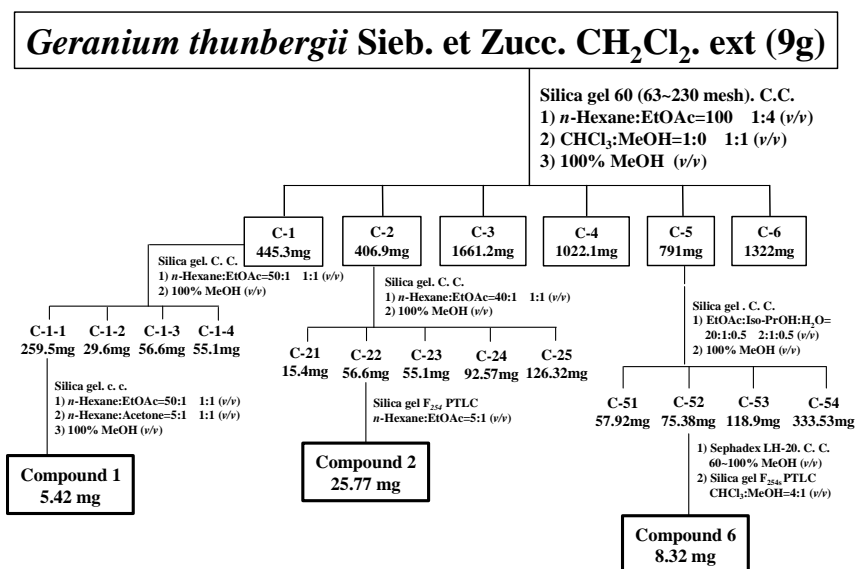 Geranium thunbergii Sieb. et Zucc. CH₂Cl₂. ext (9g)
Silica gel 60 (63~230 mesh). C.C.
1) n-Hexane:EtOAc=100 1:4 (v/v)
2) CHCl₃:MeOH=1:0 1:1 (v/v)
3) 100% MeOH (v/v)
C-1
445.3mg
C-2
406.9mg
C-3
1661.2mg
C-4
1022.1mg
C-5
791mg
C-6
1322mg
Silica gel. C. C.
1) n-Hexane:EtOAc=50:1 1:1 (v/v)
2) 100% MeOH (v/v)
Silica gel. C. C.
1) n-Hexane:EtOAc=40:1 1:1 (v/v)
2) 100% MeOH (v/v)
Silica gel . C. C.
1) EtOAc:Iso-PrOH:H₂O=
20:1:0.5 2:1:0.5 (v/v)
2) 100% MeOH (v/v)
C-1-1
259.5mg
C-1-2
29.6mg
C-1-3
56.6mg
C-1-4
55.1mg
C-21
15.4mg
C-22
56.6mg
C-23
55.1mg
C-24
92.57mg
C-25
126.32mg
C-51
57.92mg
C-52
75.38mg
C-53
118.9mg
C-54
333.53mg
Silica gel. c. c.
1) n-Hexane:EtOAc=50:1 1:1 (v/v)
2) n-Hexane:Acetone=5:1 1:1 (v/v)
3) 100% MeOH (v/v)
Silica gel F₂₅₄ PTLC
n-Hexane:EtOAc=5:1 (v/v)
1) Sephadex LH-20. C. C.
60~100% MeOH (v/v)
2) Silica gel F₂₅₄ₛ PTLC
CHCl₃:MeOH=4:1 (v/v)
Compound 1
5.42 mg
Compound 2
25.77 mg
Compound 6
8.32 mg